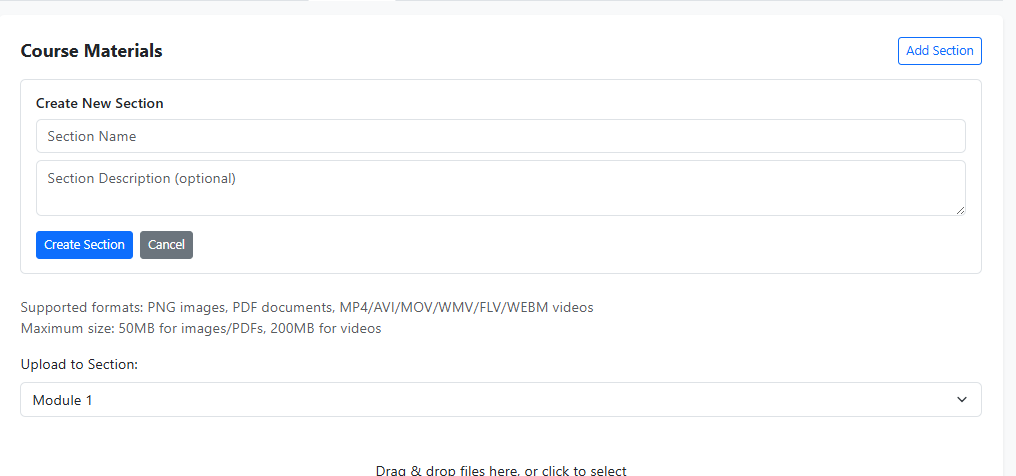 Course Materials
Add Section
Create New Section
Section Name
Section Description (optional)
Create Section
Cancel
Supported formats: PNG images, PDF documents, MP4/AVI/MOV/WMV/FLV/WEBM videos
Maximum size: 50MB for images/PDFs, 200MB for videos
Upload to Section:
Module 1
Drag & drop files here, or click to select